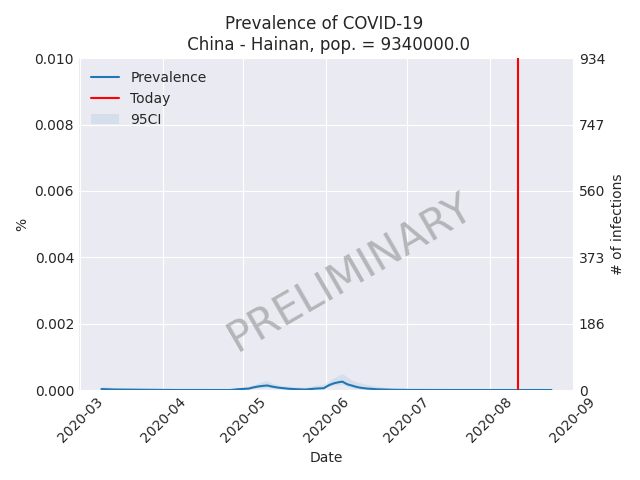 Prevalence of COVID-19
China - Hainan, pop. = 9340000.0
0.010
0.008
0.006
0.004
0.002
0.000
%
Prevalence
Today
95CI
PRELIMINARY
934
747
560
373
186
0
# of infections
2020-03
2020-04
2020-05
2020-06
2020-07
2020-08
2020-09
Date